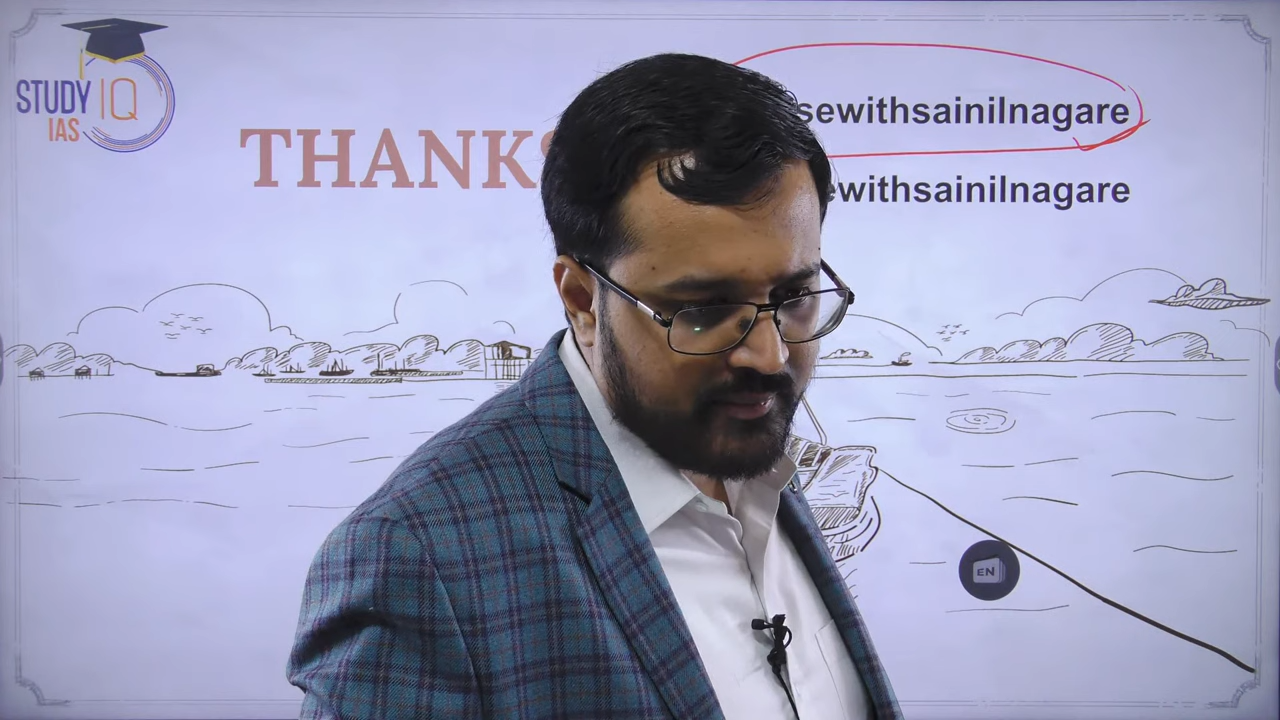 STUDY IQ
IAS
THANKS
sewithsainilnagare
ewithsainilnagare
EN